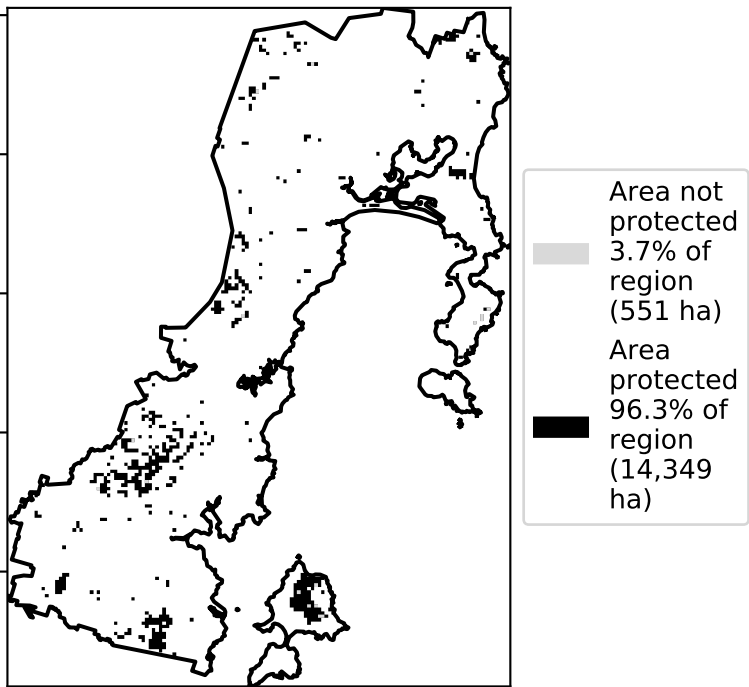 Area not
protected
3.7% of
region
(551 ha)
Area
protected
96.3% of
region
(14,349
ha)